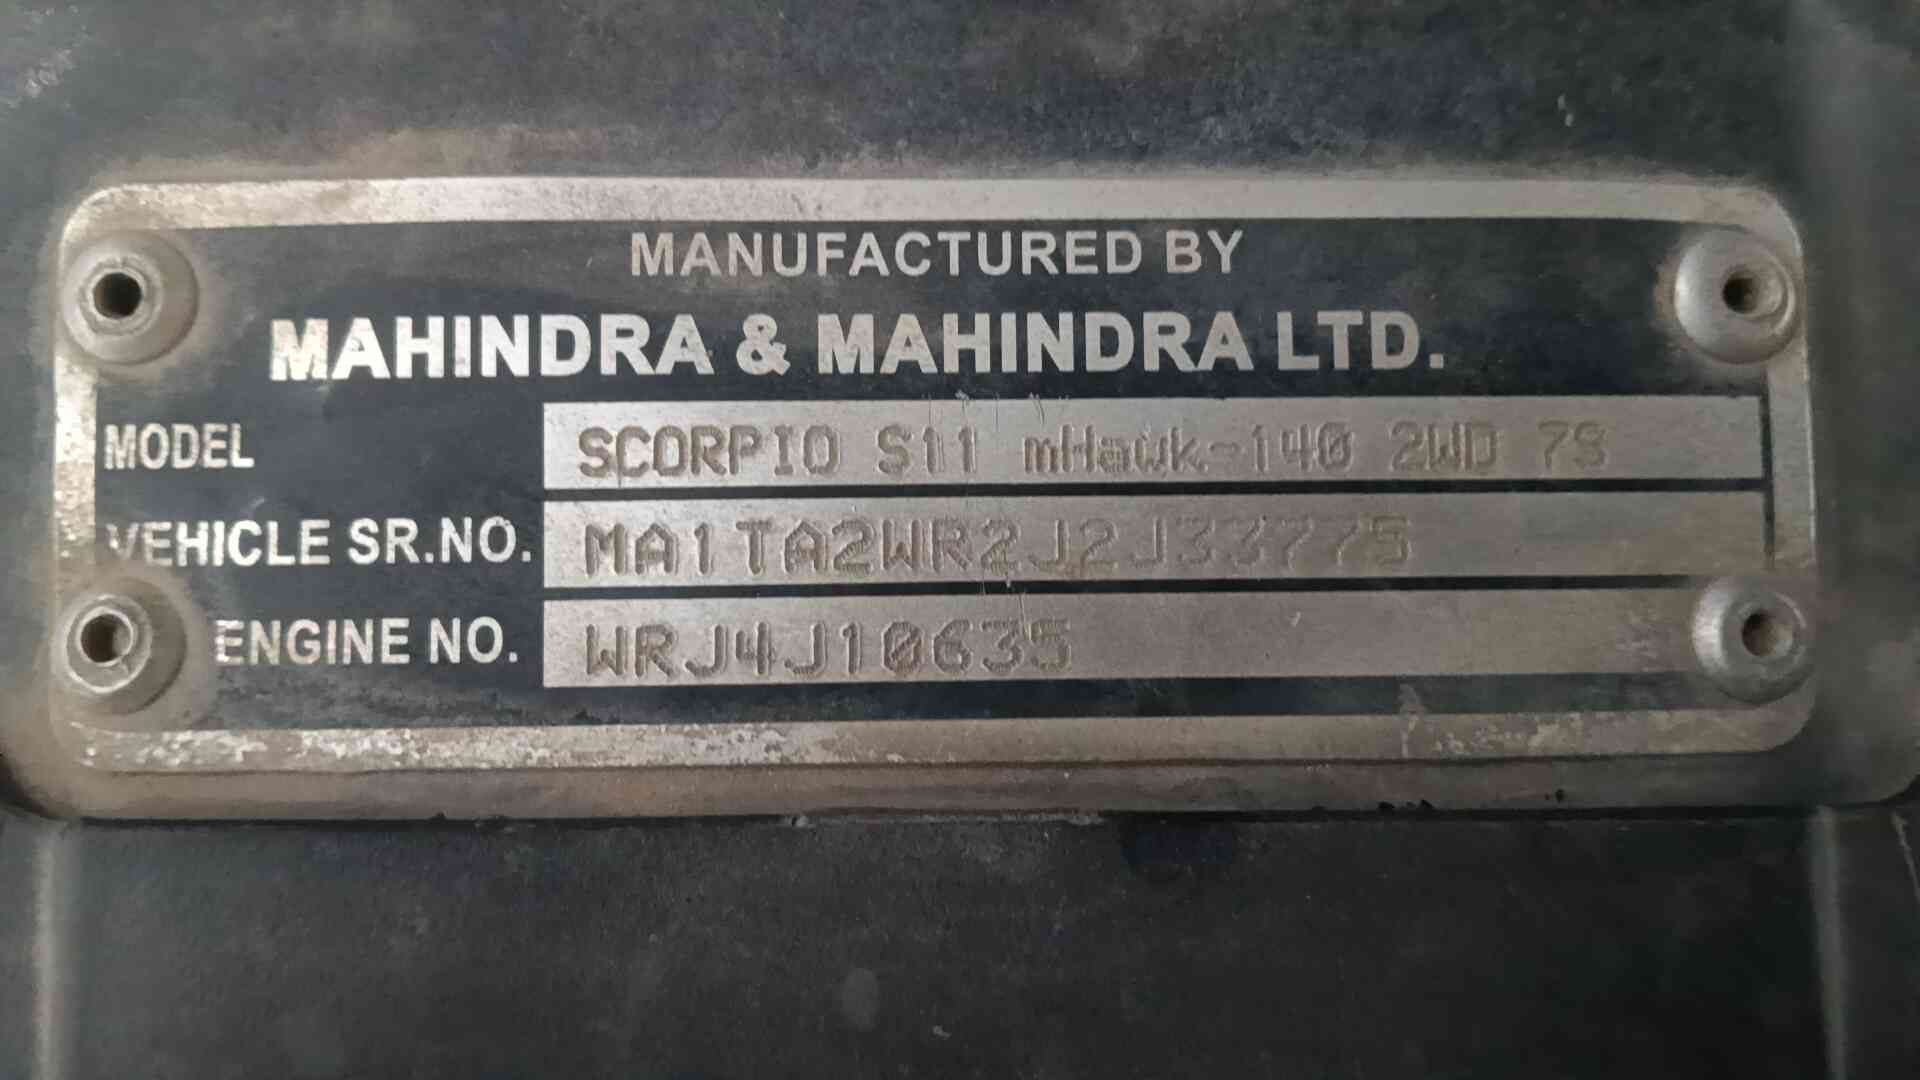 MANUFACTURED BY
MAHINDRA & MAHINDRA LTD.
MODEL SCORPIO S11 mHawk-140 2WD 7S
VEHICLE SR.NO. MA1TA2WR2J2J33775
ENGINE NO. WRJ4J10635